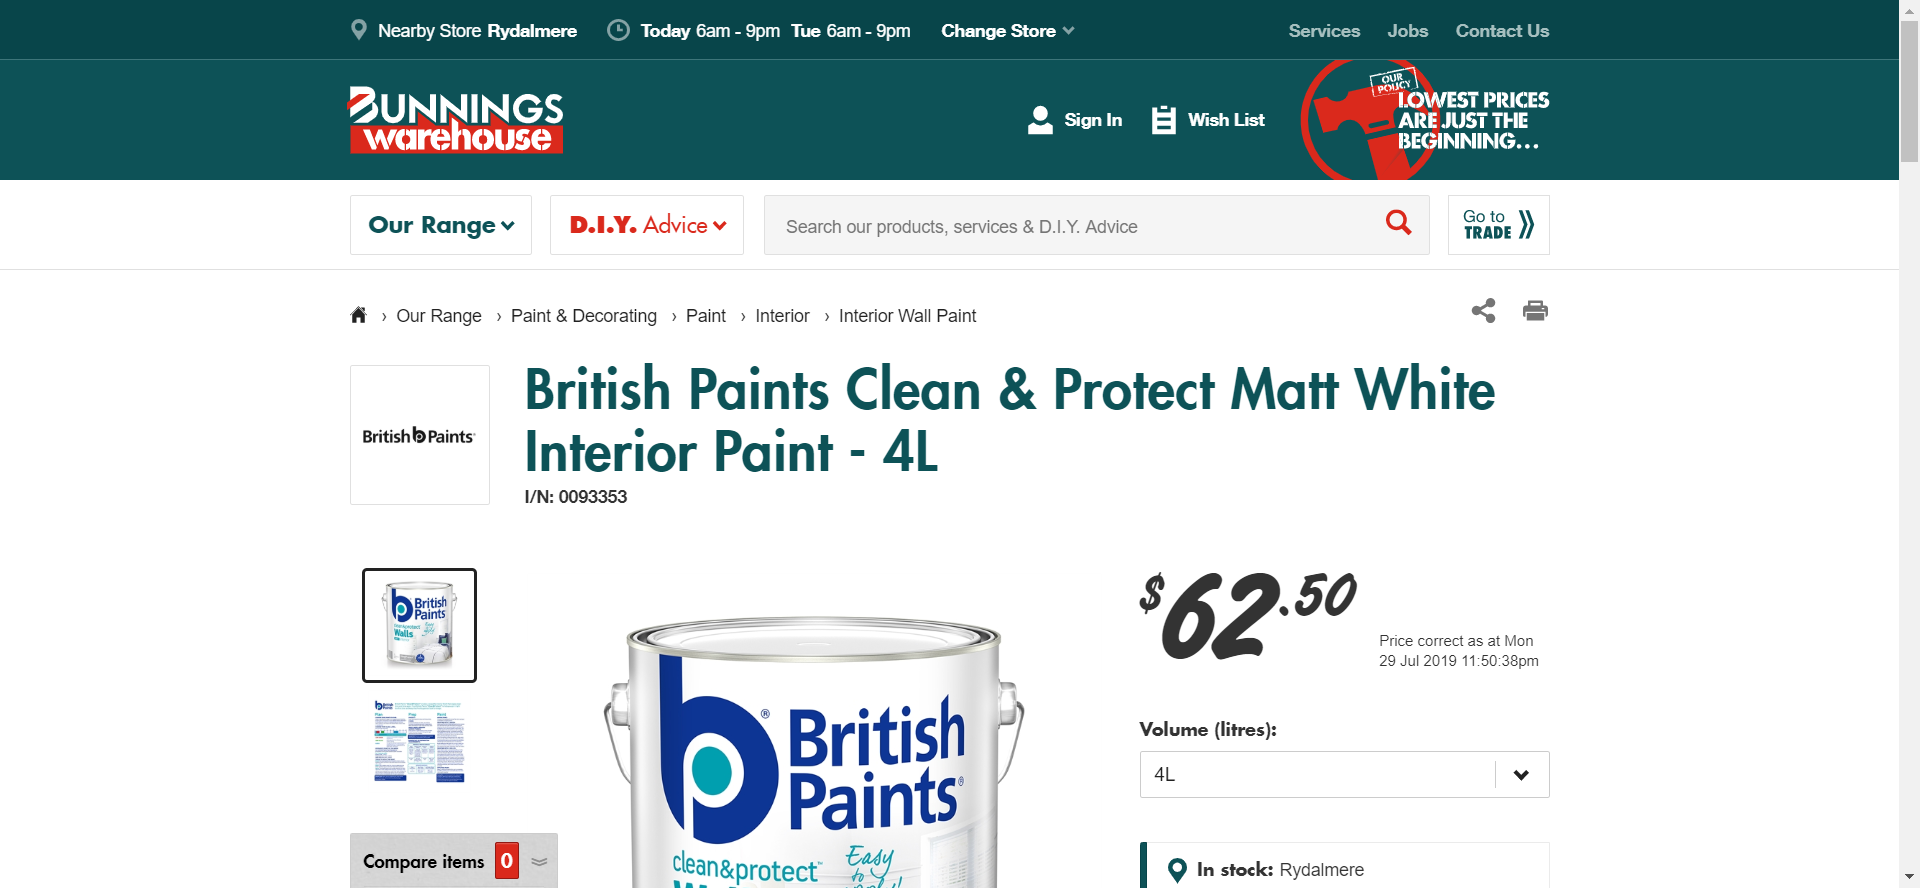 Nearby Store Rydalmere Today 6am - 9pm Tue 6am - 9pm Change Store Services Jobs Contact Us
BUNNINGS
warehouse
Sign In Wish List
OUR
POLICY
LOWEST PRICES
ARE JUST THE
BEGINNING...
Our Range D.I.Y. Advice Search our products, services & D.I.Y. Advice
Go to
TRADE
› Our Range › Paint & Decorating › Paint › Interior › Interior Wall Paint
British Paints
British Paints Clean & Protect Matt White
Interior Paint - 4L
I/N: 0093353
British
Paints
Walls
$62.50
Price correct as at Mon
29 Jul 2019 11:50:38pm
British
Paints
clean&protect
Easy
to
Volume (litres):
4L
Compare items 0
In stock: Rydalmere